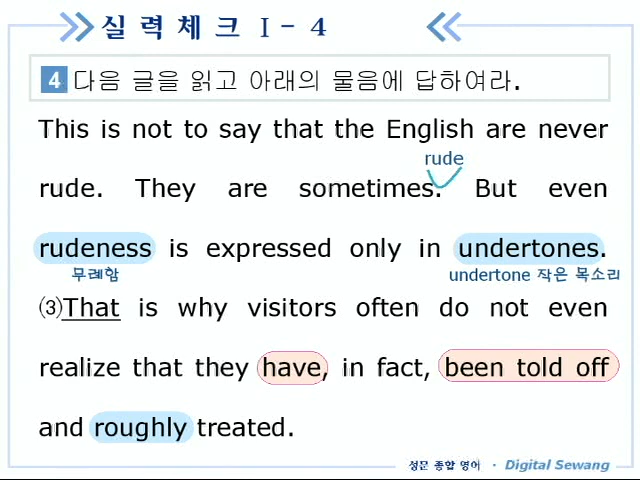 실력체크 I - 4
4 다음 글을 읽고 아래의 물음에 답하여라.
This is not to say that the English are never
rude
rude. They are sometimes. But even
rudeness is expressed only in undertones.
무례함 undertone 작은 목소리
⑶That is why visitors often do not even
realize that they have, in fact, been told off
and roughly treated.
정문 종합 영어 · Digital Sewang